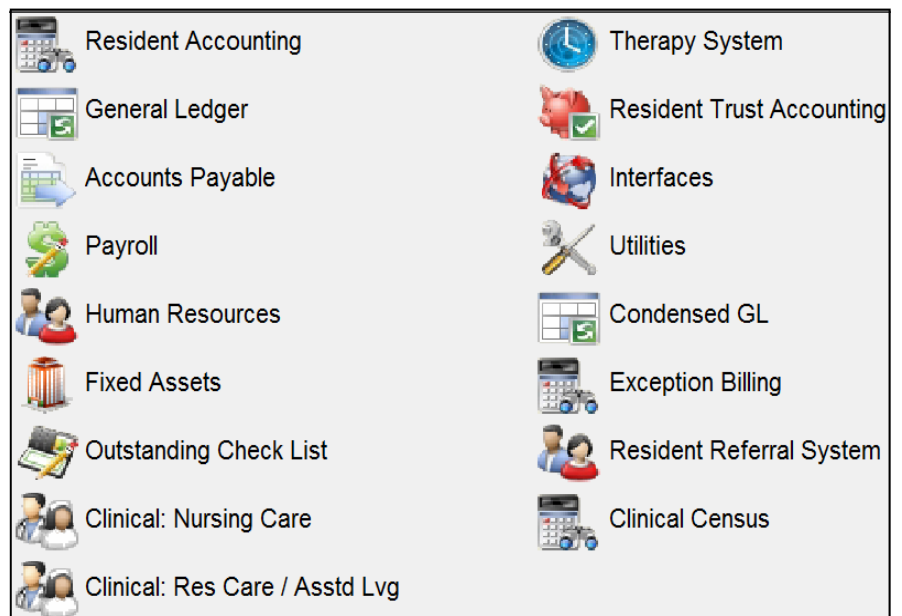 Resident Accounting
General Ledger
Accounts Payable
Payroll
Human Resources
Fixed Assets
Outstanding Check List
Clinical: Nursing Care
Clinical: Res Care / Asstd Lvg
Therapy System
Resident Trust Accounting
Interfaces
Utilities
Condensed GL
Exception Billing
Resident Referral System
Clinical Census